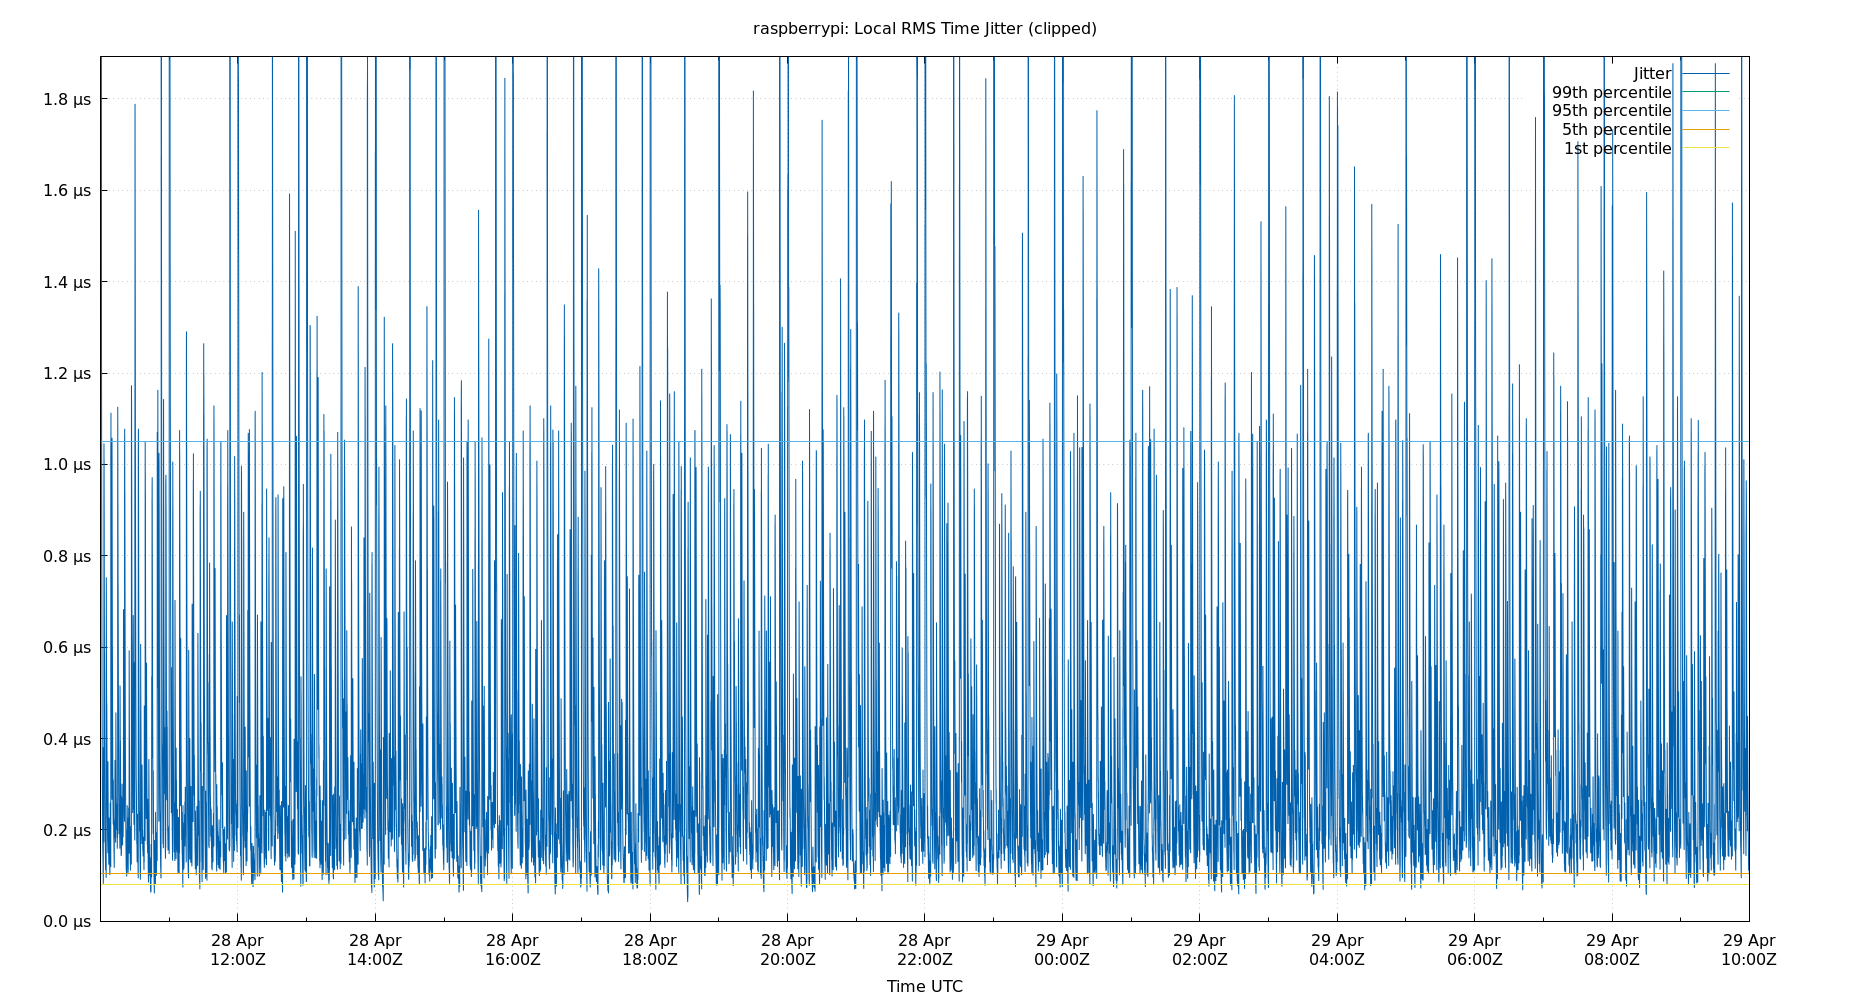 raspberrypi: Local RMS Time Jitter (clipped)
Jitter
99th percentile
95th percentile
5th percentile
1st percentile
1.8 µs
1.6 µs
1.4 µs
1.2 µs
1.0 µs
0.8 µs
0.6 µs
0.4 µs
0.2 µs
0.0 µs
28 Apr 28 Apr 28 Apr 28 Apr 28 Apr 28 Apr 29 Apr 29 Apr 29 Apr 29 Apr 29 Apr 29 Apr
12:00Z 14:00Z 16:00Z 18:00Z 20:00Z 22:00Z 00:00Z 02:00Z 04:00Z 06:00Z 08:00Z 10:00Z
Time UTC